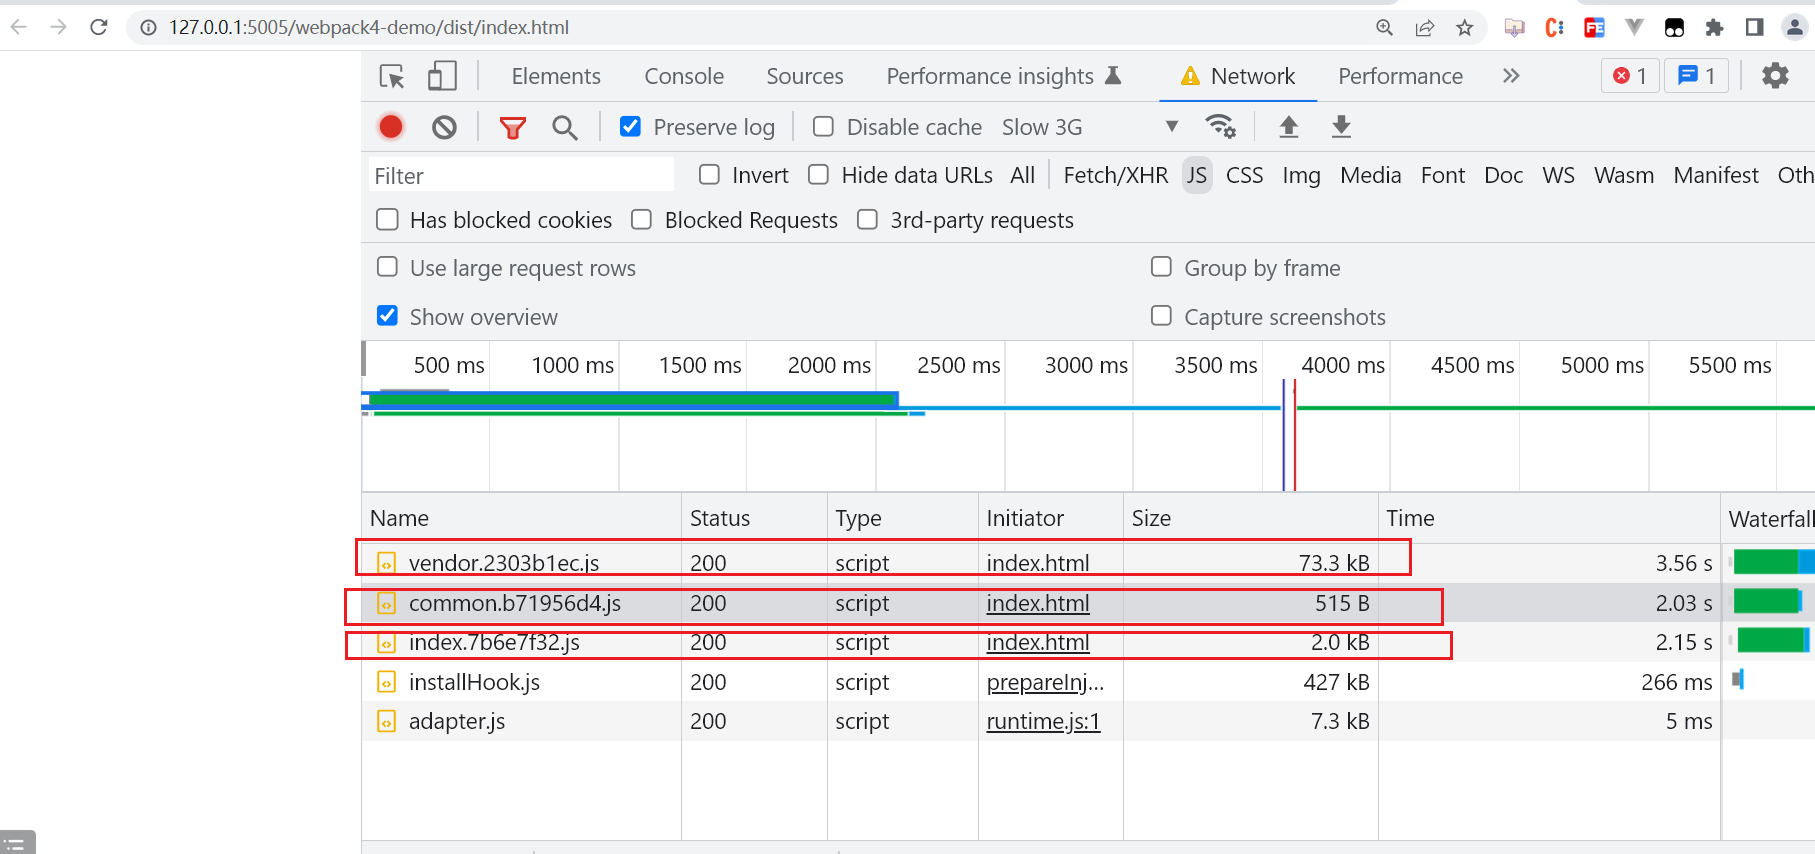 127.0.0.1:5005/webpack4-demo/dist/index.html
Elements Console Sources Performance insights Network Performance 1 1
Preserve log Disable cache Slow 3G
Filter Invert Hide data URLs All Fetch/XHR JS CSS Img Media Font Doc WS Wasm Manifest Oth
Has blocked cookies Blocked Requests 3rd-party requests
Use large request rows Group by frame
Show overview Capture screenshots
500 ms 1000 ms 1500 ms 2000 ms 2500 ms 3000 ms 3500 ms 4000 ms 4500 ms 5000 ms 5500 ms
Name Status Type Initiator Size Time Waterfall
vendor.2303b1ec.js 200 script index.html 73.3 kB 3.56 s
common.b71956d4.js 200 script index.html 515 B 2.03 s
index.7b6e7f32.js 200 script index.html 2.0 kB 2.15 s
installHook.js 200 script prepareInj... 427 kB 266 ms
adapter.js 200 script runtime.js:1 7.3 kB 5 ms